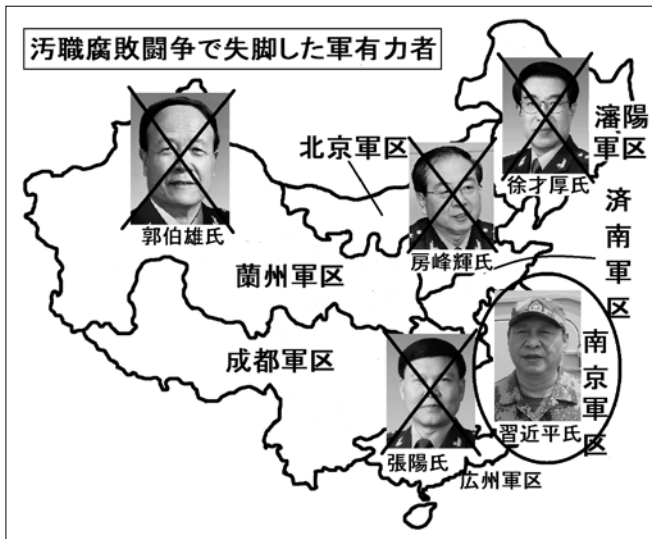 汚職腐敗闘争で失脚した軍有力者
郭伯雄氏
北京軍区
徐才厚氏
瀋陽
軍区
房峰輝氏
済南軍区
蘭州軍区
成都軍区
張陽氏
習近平氏
南京軍区
広州軍区